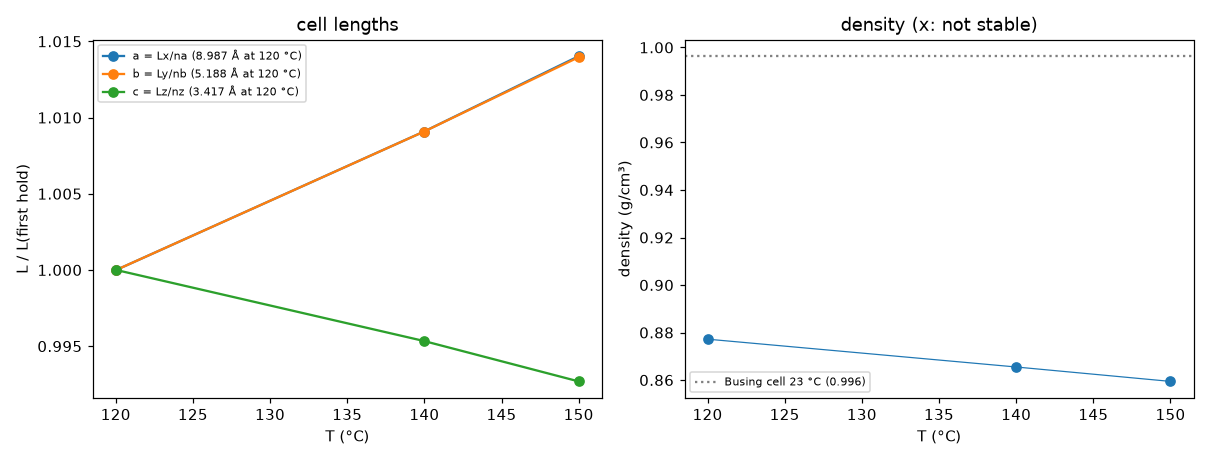 cell lengths
L / L(first hold)
1.015
1.010
1.005
1.000
0.995
a = Lx/na (8.987 Å at 120 °C)
b = Ly/nb (5.188 Å at 120 °C)
c = Lz/nz (3.417 Å at 120 °C)
120
125
130
135
140
145
150
T (°C)
density (x: not stable)
density (g/cm³)
1.00
0.98
0.96
0.94
0.92
0.90
0.88
0.86
Busing cell 23 °C (0.996)
120
125
130
135
140
145
150
T (°C)